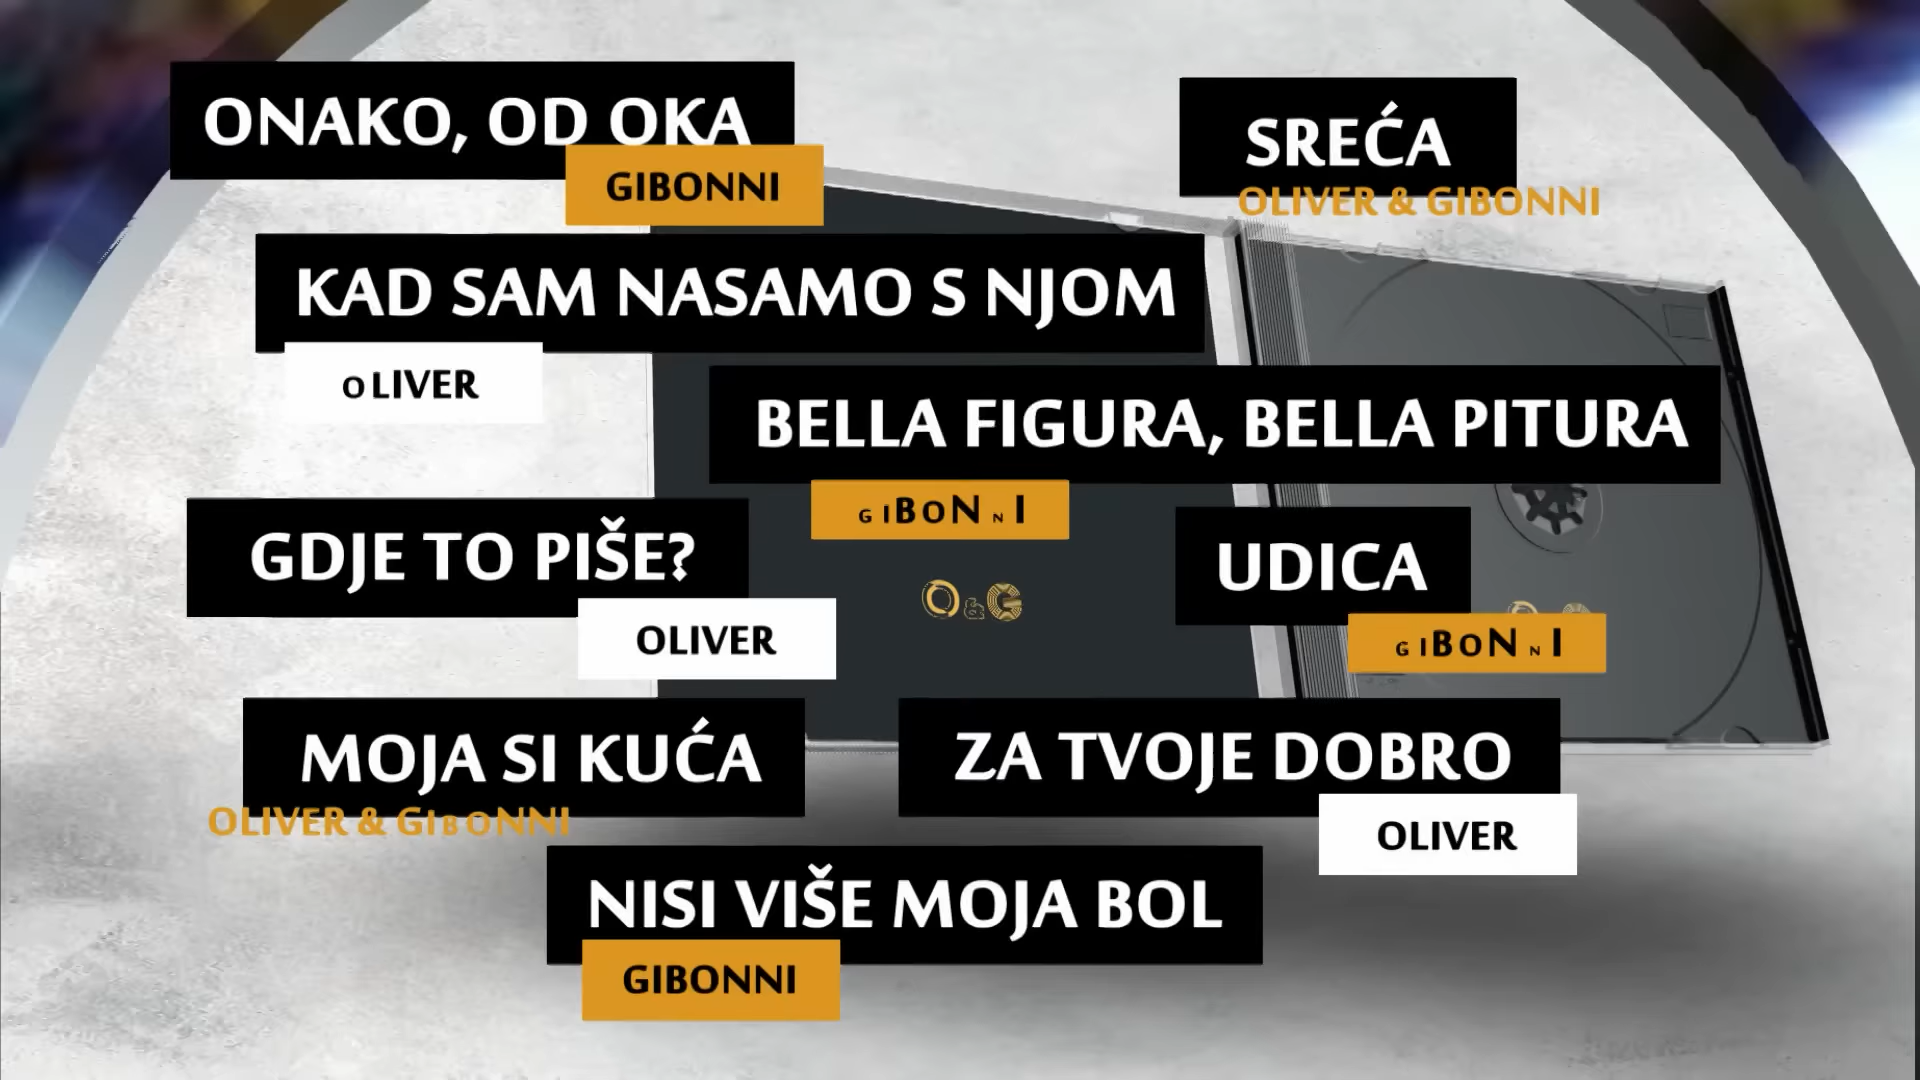 ONAKO, OD OKA
GIBONNI
SREĆA
OLIVER & GIBONNI
KAD SAM NASAMO S NJOM
OLIVER
BELLA FIGURA, BELLA PITURA
GIBONNI
GDJE TO PIŠE?
OLIVER
O&G
UDICA
GIBONNI
MOJA SI KUĆA
OLIVER & GIBONNI
ZA TVOJE DOBRO
OLIVER
NISI VIŠE MOJA BOL
GIBONNI